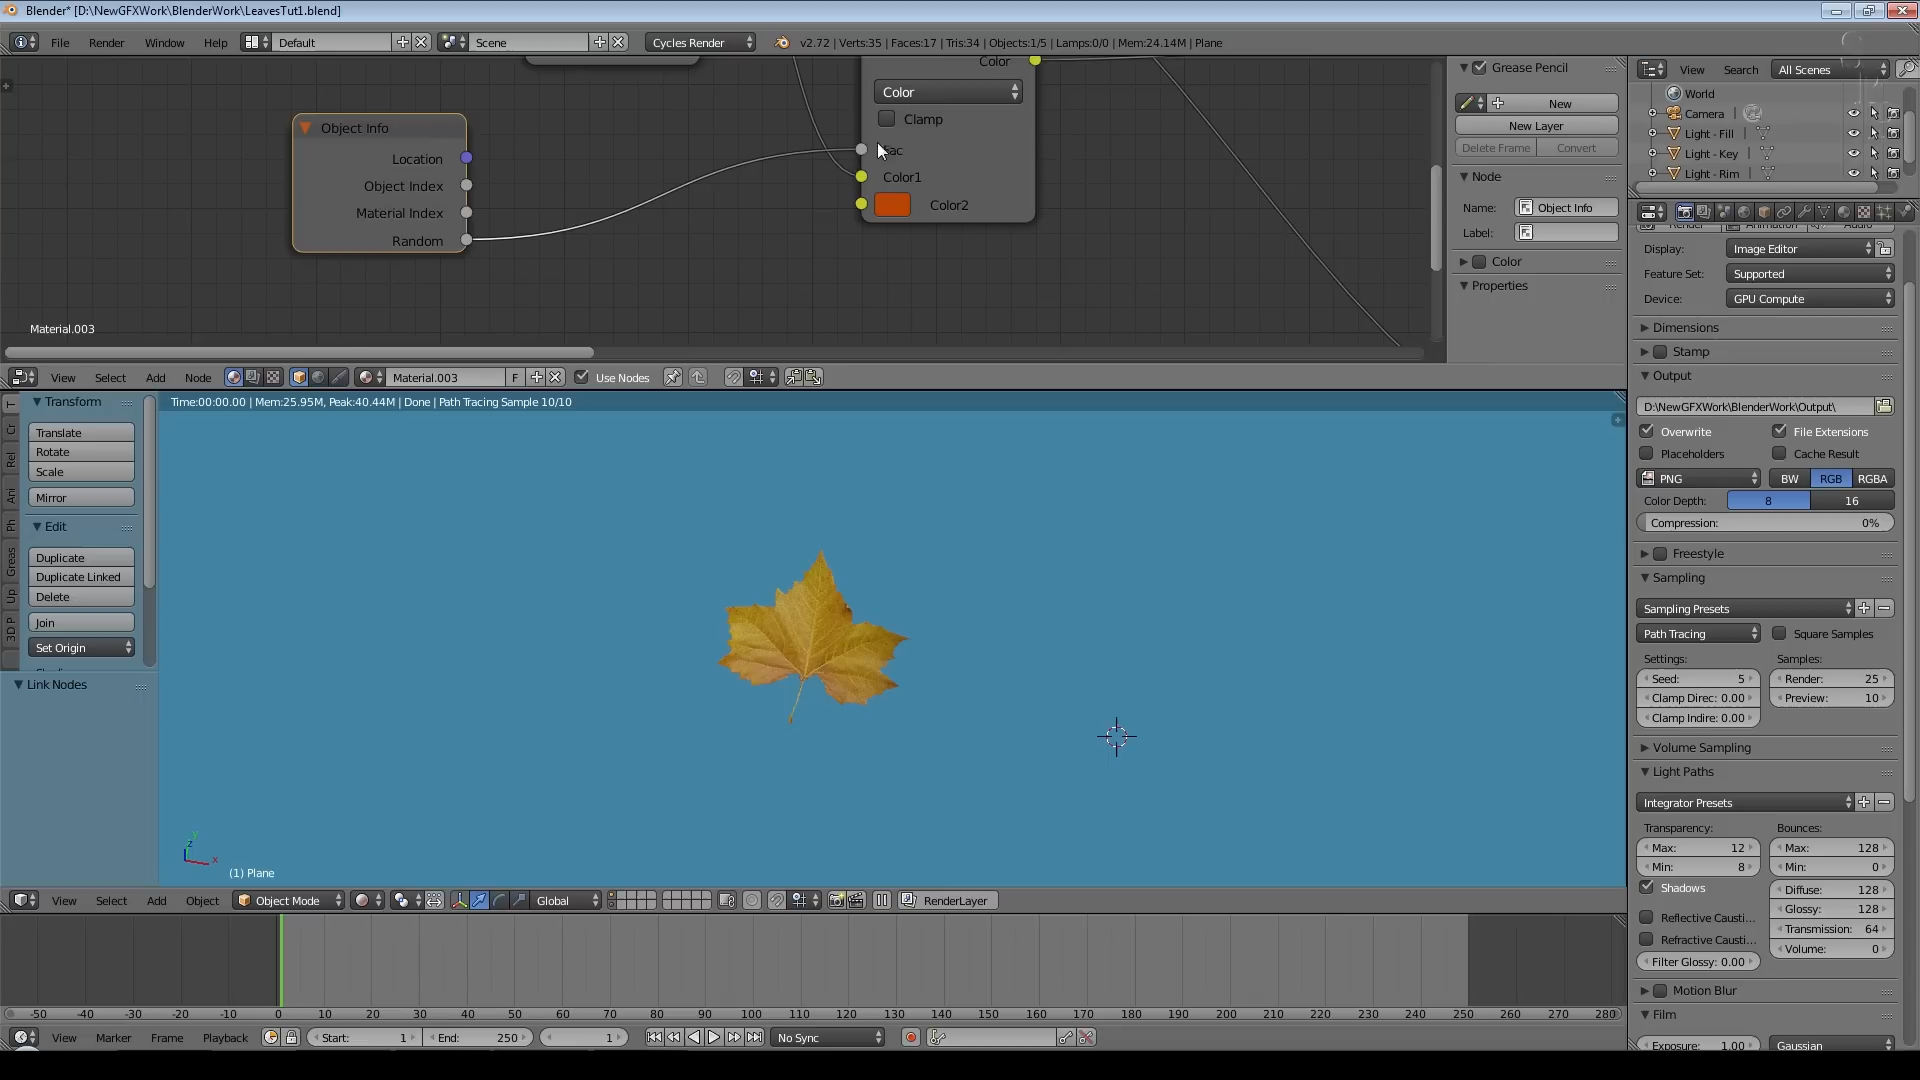 Blender* [D:\NewGFXWork\BlenderWork\LeavesTut1.blend]
File Render Window Help Default Scene Cycles Render v2.72 | Verts:35 | Faces:17 | Tris:34 | Objects:1/5 | Lamps:0/0 | Mem:24.14M | Plane
Color
Color
Clamp
Fac
Color1
Color2
Object Info
Location
Object Index
Material Index
Random
Material.003
Grease Pencil
New
New Layer
Delete Frame Convert
Node
Name: Object Info
Label:
Color
Properties
View Search All Scenes
World
Camera
Light - Fill
Light - Key
Light - Rim
View Select Add Node Material.003 F Use Nodes
Time:00:00.00 | Mem:25.95M, Peak:40.44M | Done | Path Tracing Sample 10/10
T
Cr
Rel
Ani
Ph
Greas
Up
3D P
Transform
Translate
Rotate
Scale
Mirror
Edit
Duplicate
Duplicate Linked
Delete
Join
Set Origin
Link Nodes
z
y
x
(1) Plane
View Select Add Object Object Mode Global RenderLayer
-50 -40 -30 -20 -10 0 10 20 30 40 50 60 70 80 90 100 110 120 130 140 150 160 170 180 190 200 210 220 230 240 250 260 270 280
View Marker Frame Playback Start: 1 End: 250 1 No Sync
Display: Image Editor
Feature Set: Supported
Device: GPU Compute
Dimensions
Stamp
Output
D:\NewGFXWork\BlenderWork\Output\
Overwrite File Extensions
Placeholders Cache Result
PNG BW RGB RGBA
Color Depth: 8 16
Compression: 0%
Freestyle
Sampling
Sampling Presets
Path Tracing Square Samples
Settings: Samples:
Seed: 5 Render: 25
Clamp Direc: 0.00 Preview: 10
Clamp Indire: 0.00
Volume Sampling
Light Paths
Integrator Presets
Transparency: Bounces:
Max: 12 Max: 128
Min: 8 Min: 0
Shadows Diffuse: 128
Reflective Causti... Glossy: 128
Refractive Causti... Transmission: 64
Filter Glossy: 0.00 Volume: 0
Motion Blur
Film
Exposure: 1.00 Gaussian